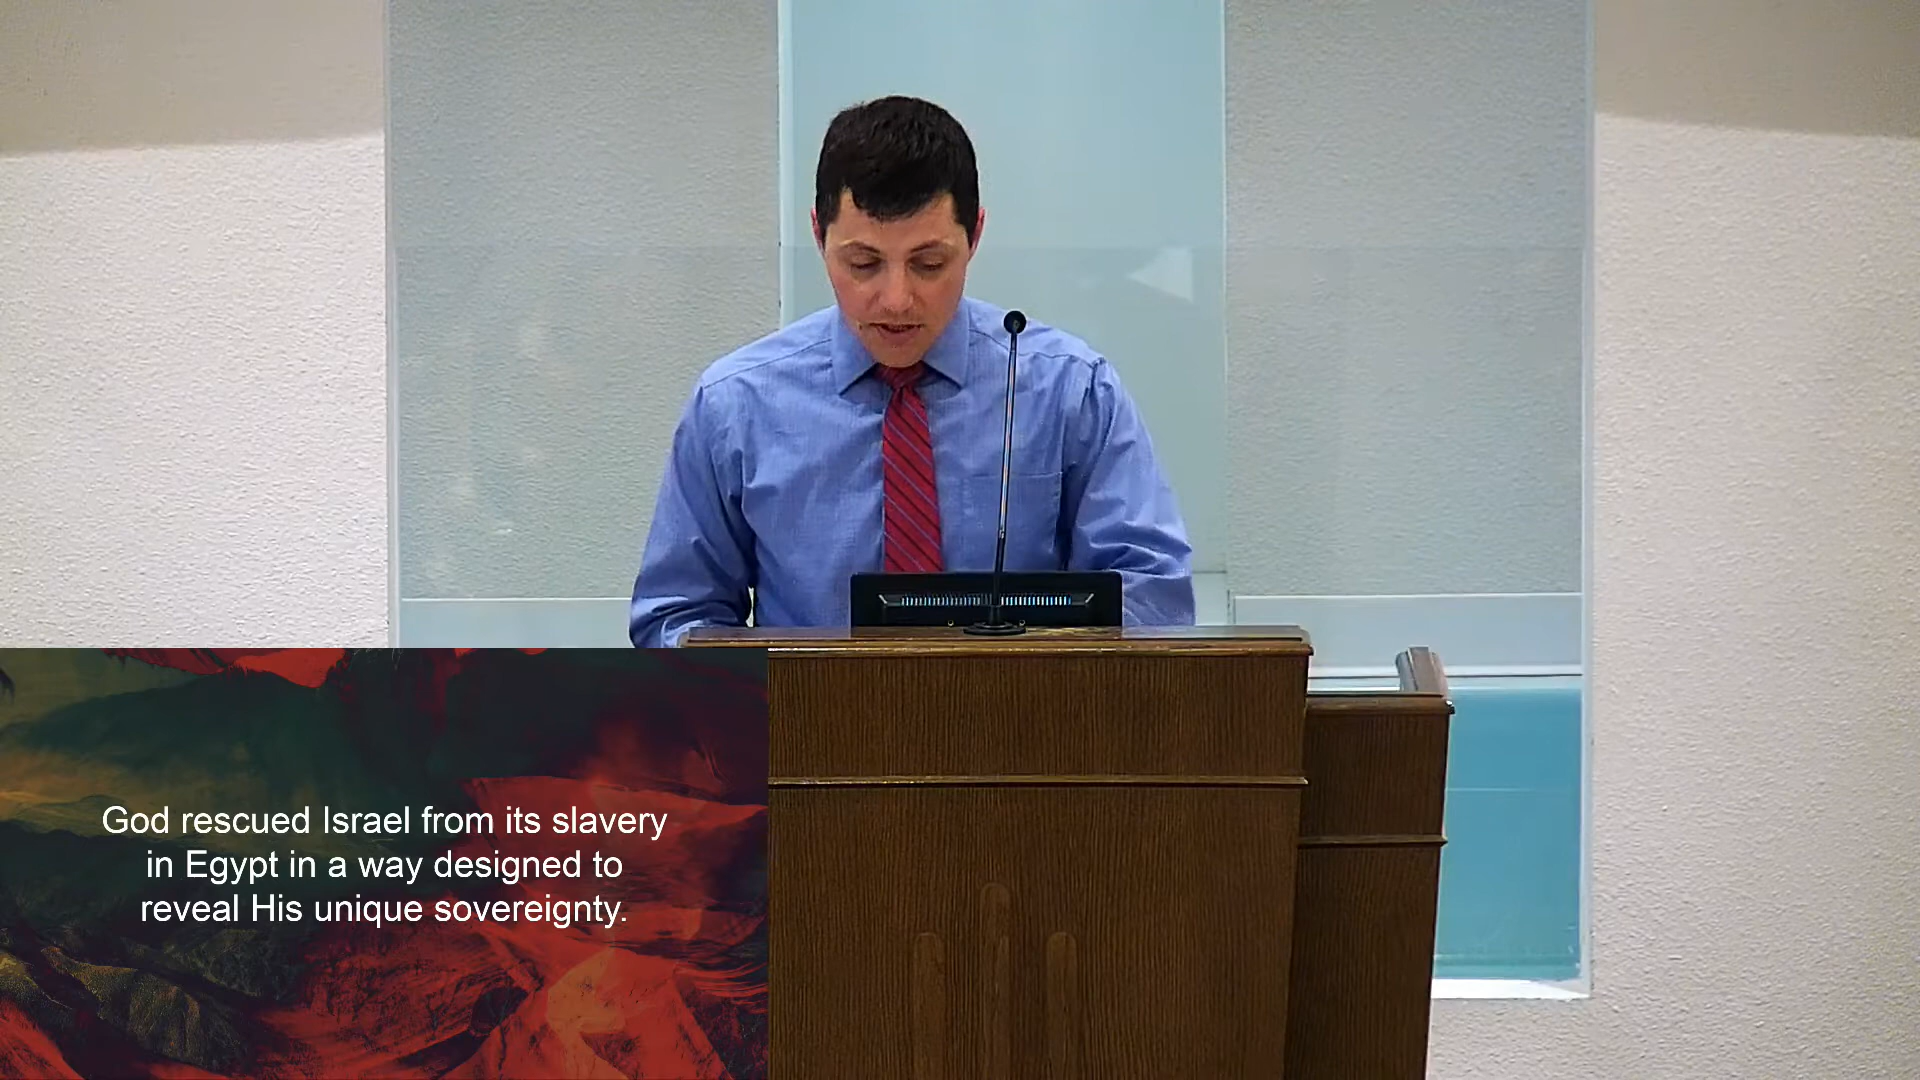 God rescued Israel from its slavery
in Egypt in a way designed to
reveal His unique sovereignty.